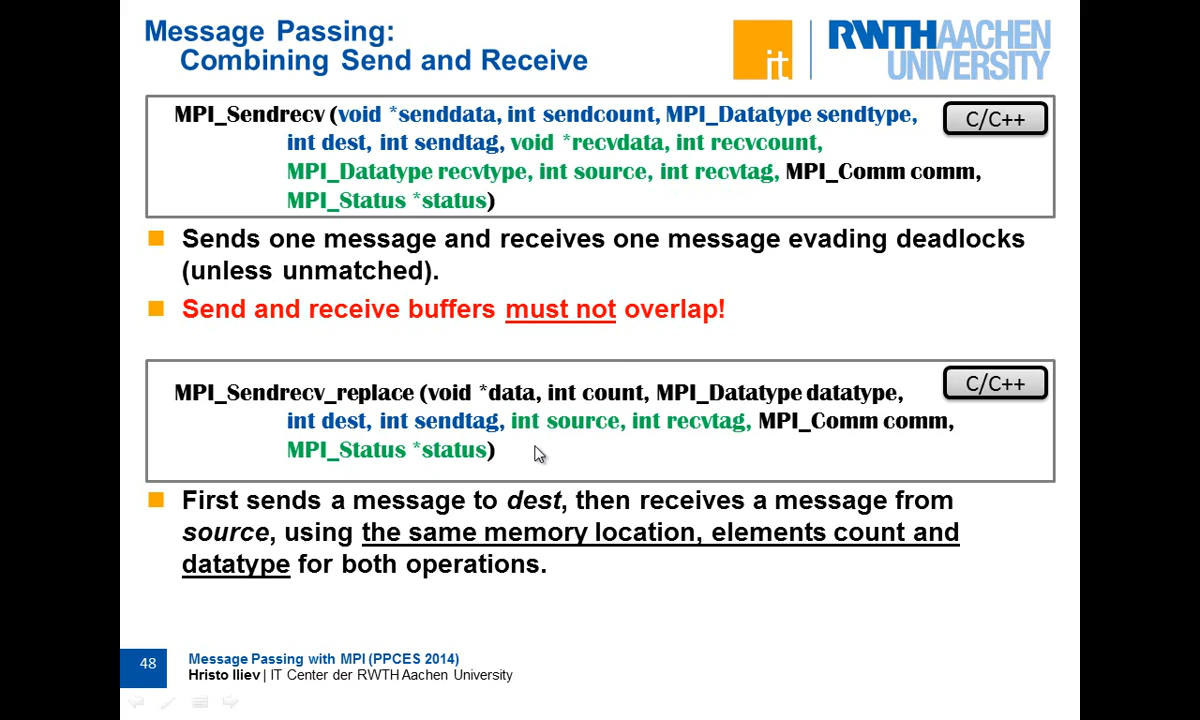 Message Passing:
Combining Send and Receive
it
RWTHAACHEN
UNIVERSITY
MPI_Sendrecv (void *senddata, int sendcount, MPI_Datatype sendtype,
C/C++
int dest, int sendtag, void *recvdata, int recvcount,
MPI_Datatype recvtype, int source, int recvtag, MPI_Comm comm,
MPI_Status *status)
Sends one message and receives one message evading deadlocks
(unless unmatched).
Send and receive buffers must not overlap!
MPI_Sendrecv_replace (void *data, int count, MPI_Datatype datatype,
C/C++
int dest, int sendtag, int source, int recvtag, MPI_Comm comm,
MPI_Status *status)
First sends a message to dest, then receives a message from
source, using the same memory location, elements count and
datatype for both operations.
48
Message Passing with MPI (PPCES 2014)
Hristo Iliev | IT Center der RWTH Aachen University